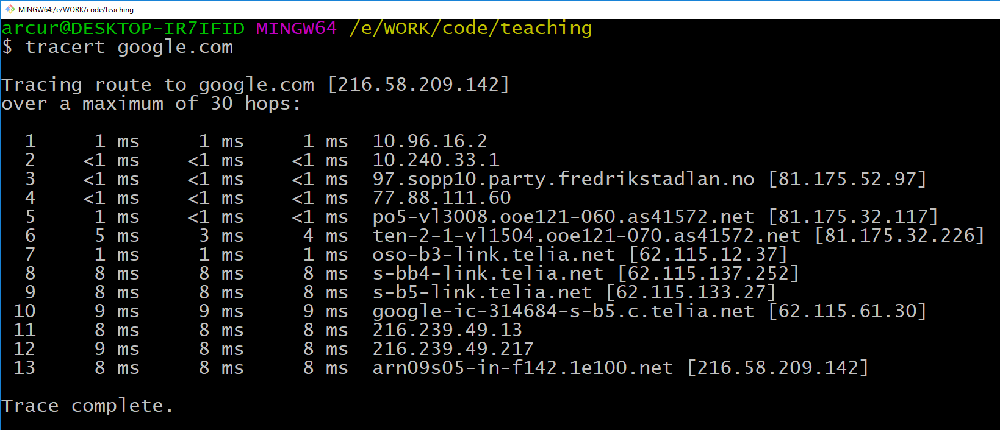 MINGW64:/e/WORK/code/teaching
arcur@DESKTOP-IR7IFID MINGW64 /e/WORK/code/teaching
$ tracert google.com
Tracing route to google.com [216.58.209.142]
over a maximum of 30 hops:
1 1 ms 1 ms 1 ms 10.96.16.2
2 <1 ms <1 ms <1 ms 10.240.33.1
3 <1 ms <1 ms <1 ms 97.sopp10.party.fredrikstadlan.no [81.175.52.97]
4 <1 ms <1 ms <1 ms 77.88.111.60
5 1 ms <1 ms <1 ms po5-vl3008.ooe121-060.as41572.net [81.175.32.117]
6 5 ms 3 ms 4 ms ten-2-1-vl1504.ooe121-070.as41572.net [81.175.32.226]
7 1 ms 1 ms 1 ms oso-b3-link.telia.net [62.115.12.37]
8 8 ms 8 ms 8 ms s-bb4-link.telia.net [62.115.137.252]
9 8 ms 8 ms 8 ms s-b5-link.telia.net [62.115.133.27]
10 9 ms 9 ms 9 ms google-ic-314684-s-b5.c.telia.net [62.115.61.30]
11 8 ms 8 ms 8 ms 216.239.49.13
12 9 ms 8 ms 8 ms 216.239.49.217
13 8 ms 8 ms 8 ms arn09s05-in-f142.1e100.net [216.58.209.142]
Trace complete.